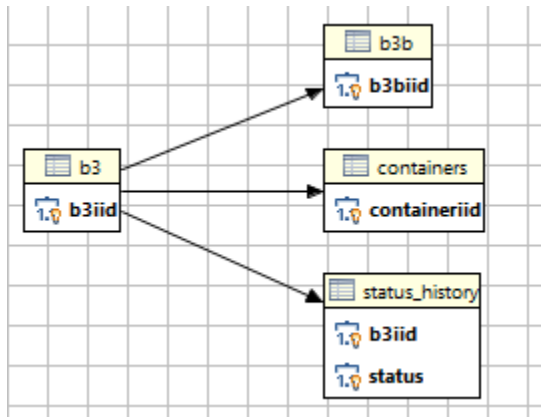 b3b
b3biid
b3
b3iid
containers
containeriid
status_history
b3iid
status